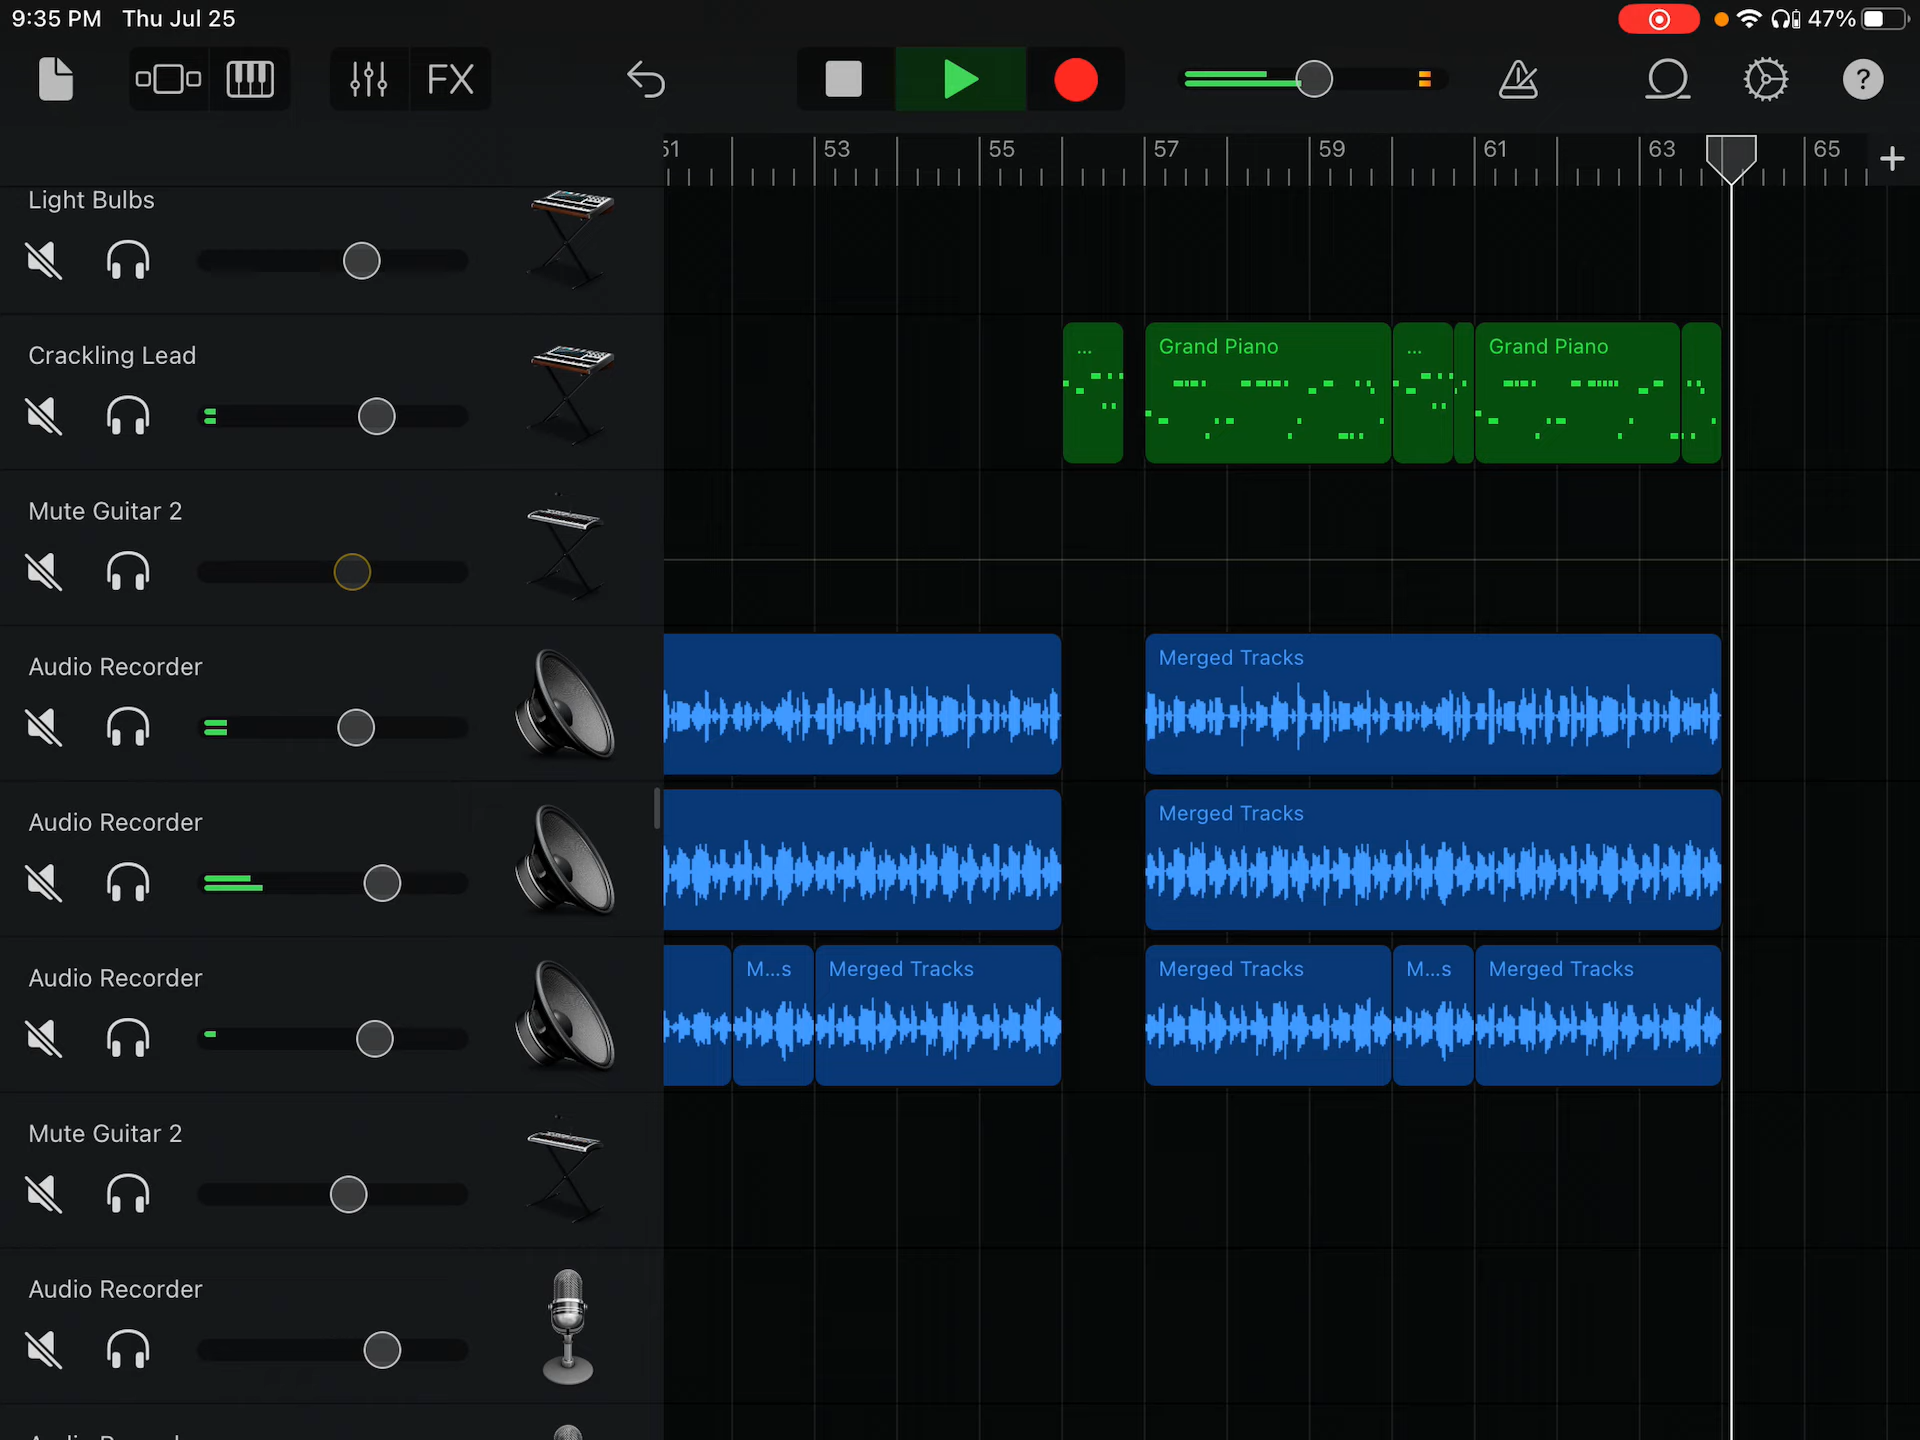 9:35 PM Thu Jul 25 47%
FX ?
51 53 55 57 59 61 63 65 +
Light Bulbs
Crackling Lead
... Grand Piano ... Grand Piano
Mute Guitar 2
Audio Recorder
Merged Tracks
Audio Recorder
Merged Tracks
Audio Recorder
M...s Merged Tracks Merged Tracks M...s Merged Tracks
Mute Guitar 2
Audio Recorder